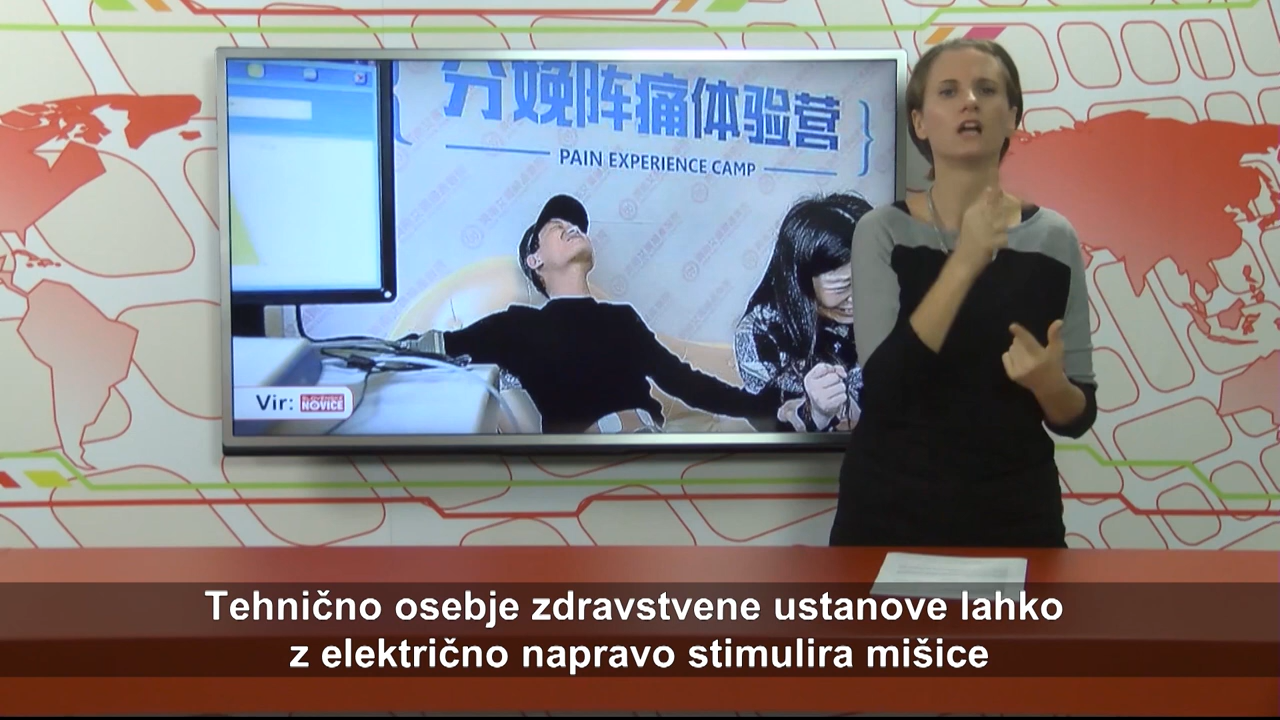 分娩阵痛体验营
PAIN EXPERIENCE CAMP
Vir: SLOVENSKE
NOVICE
Tehnično osebje zdravstvene ustanove lahko
z električno napravo stimulira mišice